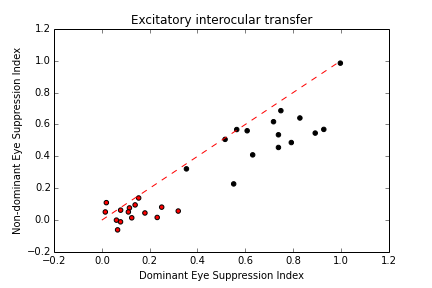 Excitatory interocular transfer
1.2
1.0
0.8
0.6
0.4
0.2
0.0
−0.2
Non-dominant Eye Suppression Index
−0.2 0.0 0.2 0.4 0.6 0.8 1.0 1.2
Dominant Eye Suppression Index